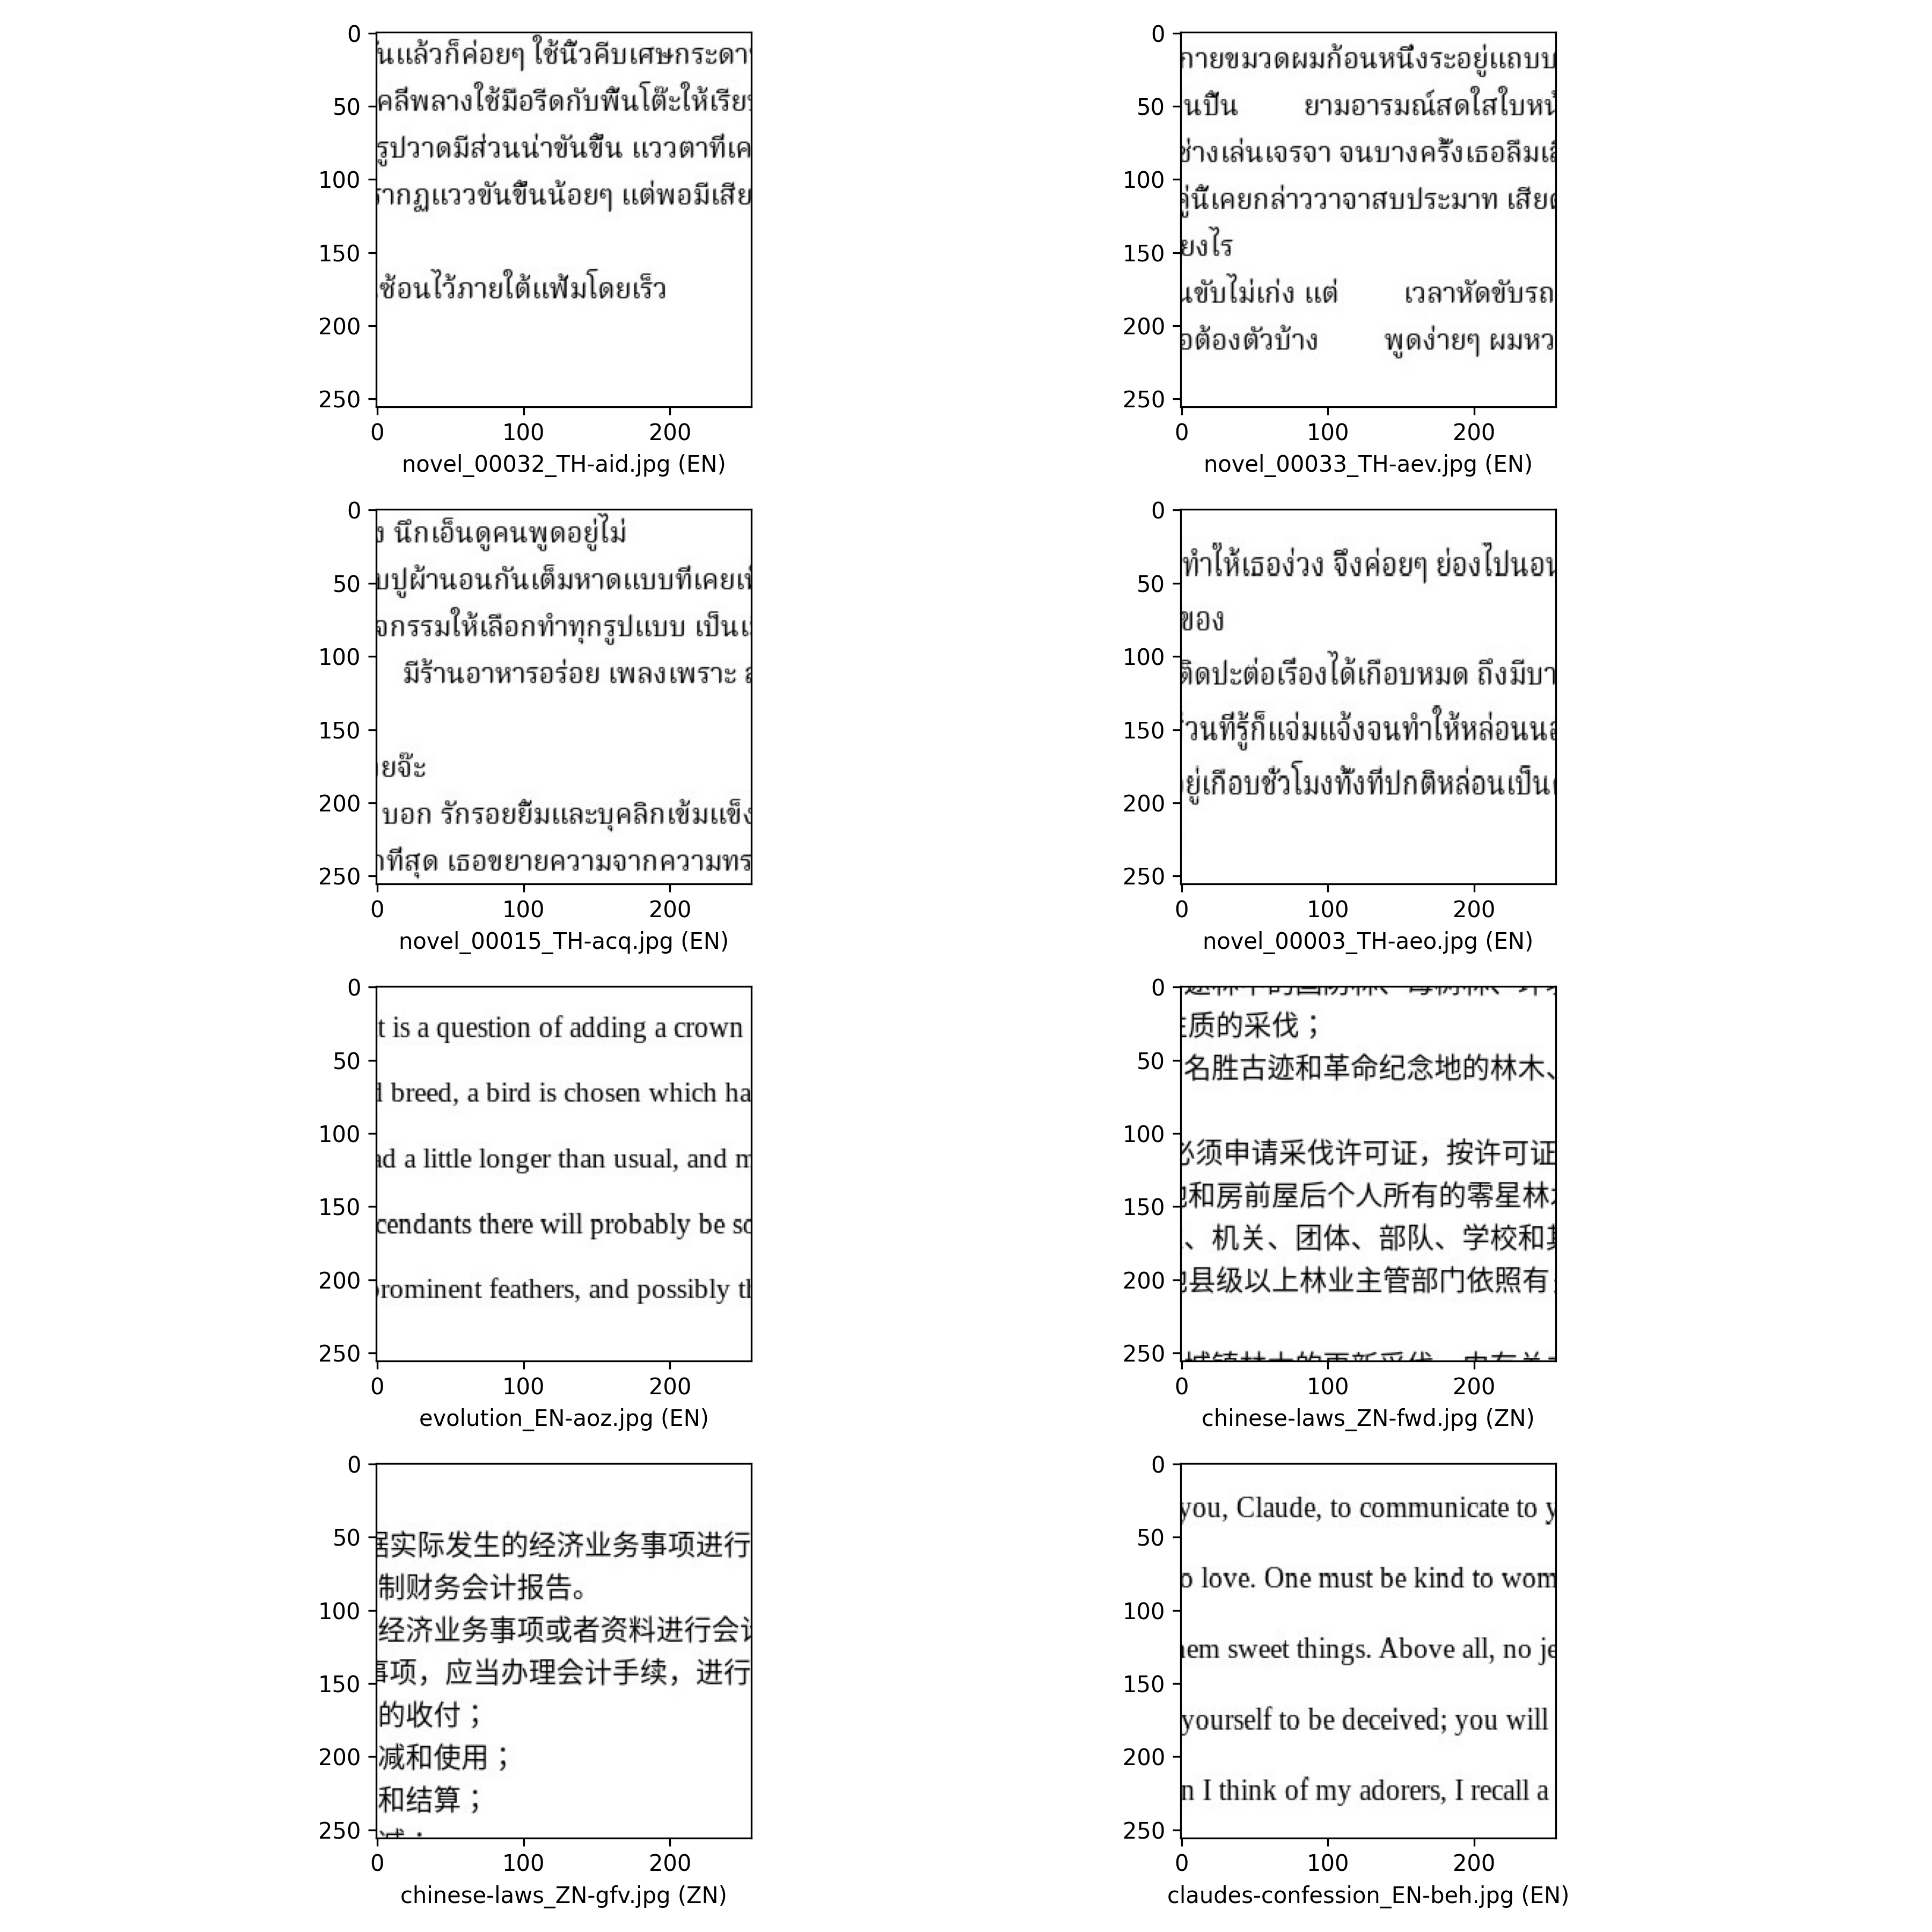 นแล้วก็ค่อยๆ ใช้นิ้วคีบเศษกระดา
คลี่พลางใช้มือรีดกับพื้นโต๊ะให้เรีย
รูปวาดมีส่วนน่าขันขึ้น แววตาที่เค
รากฏแววขันขึ้นน้อยๆ แต่พอมีเสีย
ซ้อนไว้ภายใต้แฟ้มโดยเร็ว
0
50
100
150
200
250
0 100 200
novel_00032_TH-aid.jpg (EN)
กายขมวดผมก้อนหนึ่งระอยู่แถบบ
นปั้น ยามอารมณ์สดใสใบหน้
ช่างเล่นเจรจา จนบางครั้งเธอลืมเ
คู่นี้เคยกล่าววาจาสบประมาท เสีย
ยงไร
นขับไม่เก่ง แต่ เวลาหัดขับรถ
อต้องตัวบ้าง พูดง่ายๆ ผมหว
0
50
100
150
200
250
0 100 200
novel_00033_TH-aev.jpg (EN)
ง นึกเอ็นดูคนพูดอยู่ไม่
บปูผ้านอนกันเต็มหาดแบบที่เคยเ
จกรรมให้เลือกทำทุกรูปแบบ เป็น
มีร้านอาหารอร่อย เพลงเพราะ
ยจ๊ะ
บอก รักรอยยิ้มและบุคลิกเข้มแข็ง
ที่สุด เธอขยายความจากความทร
0
50
100
150
200
250
0 100 200
novel_00015_TH-acq.jpg (EN)
ทำให้เธอง่วง จึงค่อยๆ ย่องไปนอน
ของ
ติดปะต่อเรื่องได้เกือบหมด ถึงมีบา
วนที่รู้ก็แจ่มแจ้งจนทำให้หล่อนน
ยู่เกือบชั่วโมงทั้งที่ปกติหล่อนเป็น
0
50
100
150
200
250
0 100 200
novel_00003_TH-aeo.jpg (EN)
t is a question of adding a crown
d breed, a bird is chosen which ha
ad a little longer than usual, and m
cendants there will probably be so
prominent feathers, and possibly th
0
50
100
150
200
250
0 100 200
evolution_EN-aoz.jpg (EN)
性质的采伐；
名胜古迹和革命纪念地的林木、
必须申请采伐许可证，按许可证
地和房前屋后个人所有的零星林
、机关、团体、部队、学校和其
县级以上林业主管部门依照有
0
50
100
150
200
250
0 100 200
chinese-laws_ZN-fwd.jpg (ZN)
据实际发生的经济业务事项进行
制财务会计报告。
经济业务事项或者资料进行会计
事项，应当办理会计手续，进行
的收付；
减和使用；
和结算；
0
50
100
150
200
250
0 100 200
chinese-laws_ZN-gfv.jpg (ZN)
you, Claude, to communicate to y
o love. One must be kind to wom
hem sweet things. Above all, no je
yourself to be deceived; you will
n I think of my adorers, I recall a
0
50
100
150
200
250
0 100 200
claudes-confession_EN-beh.jpg (EN)